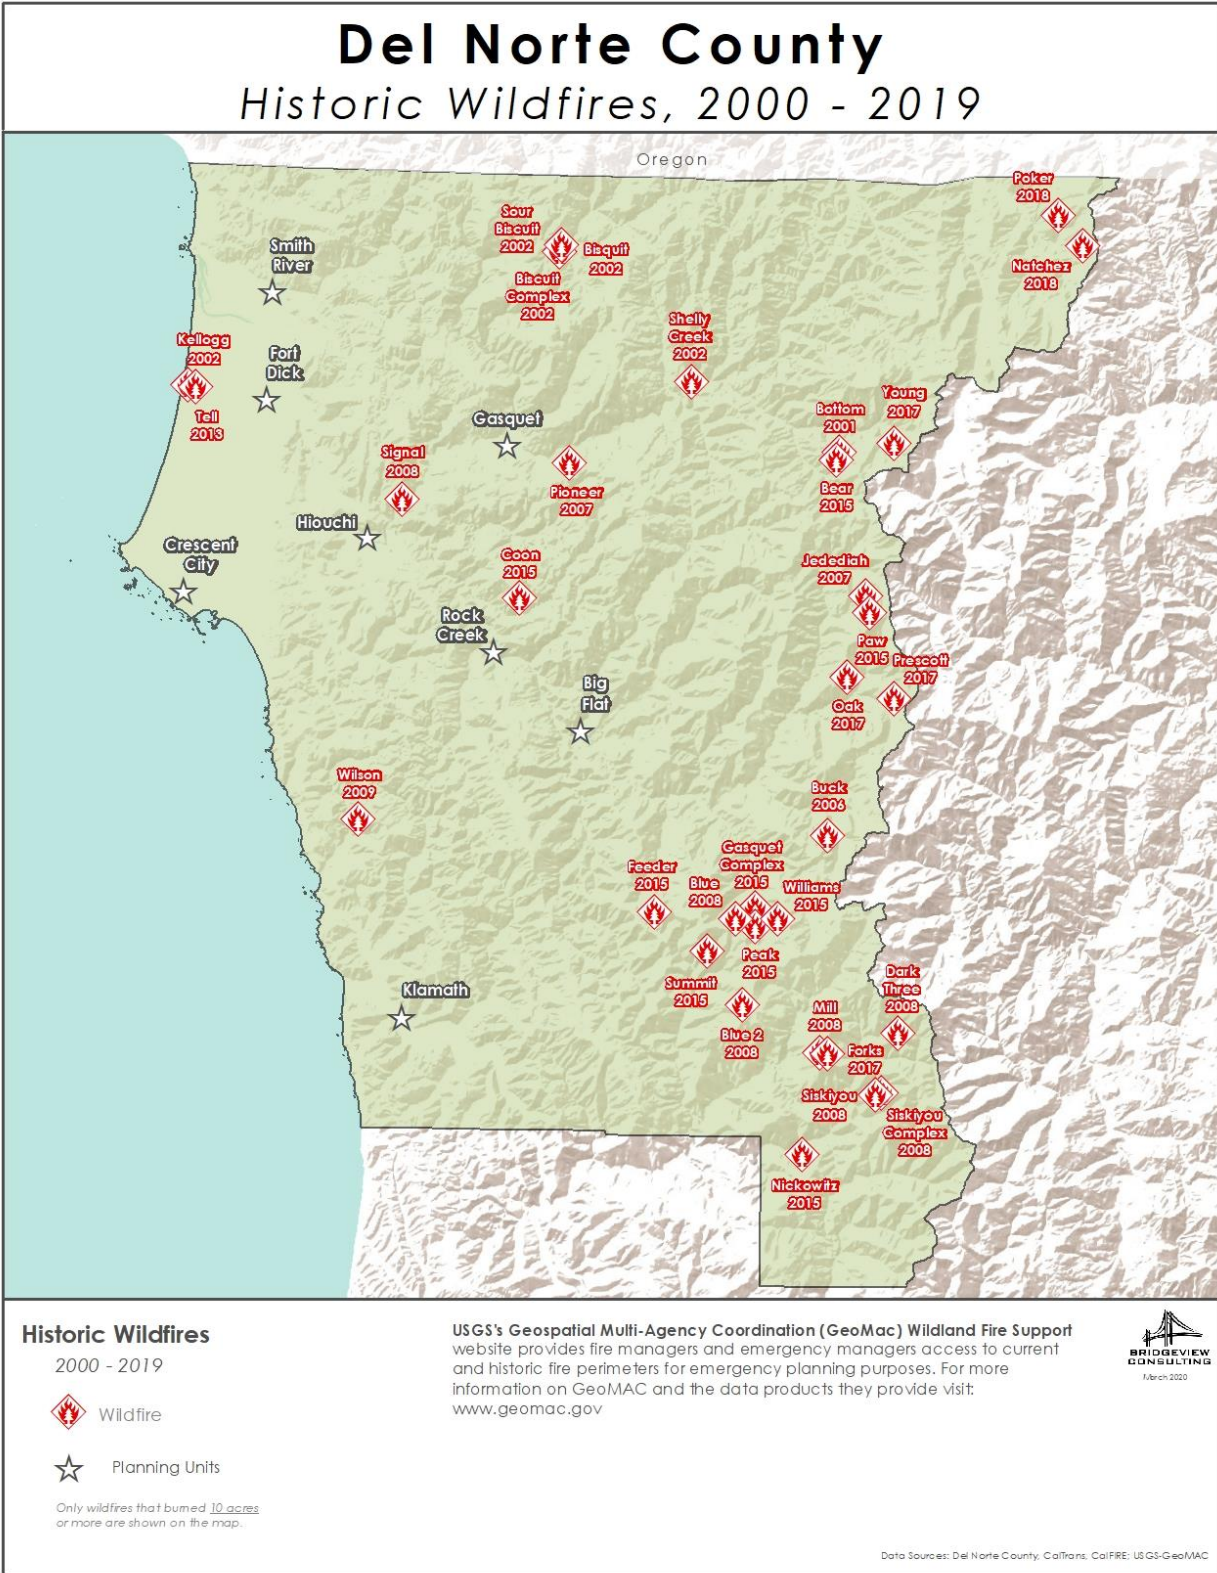 Del Norte County
Historic Wildfires, 2000 - 2019
Oregon
Poker
2018
Natchez
2018
Sour
Biscuit
2002
Bisquit
2002
Biscuit
Complex
2002
Smith
River
Shelly
Creek
2002
Kellogg
2002
Tell
2013
Fort
Dick
Gasquet
Bottom
2001
Young
2017
Bear
2015
Signal
2008
Pioneer
2007
Hiouchi
Crescent
City
Coon
2015
Rock
Creek
Jedediah
2007
Paw
2015
Prescott
2017
Oak
2017
Big
Flat
Wilson
2009
Buck
2006
Feeder
2015
Blue
2008
Gasquet
Complex
2015
Williams
2015
Peak
2015
Summit
2015
Blue 2
2008
Klamath
Dark
Three
2008
Mill
2008
Forks
2017
Siskiyou
2008
Siskiyou
Complex
2008
Nickowitz
2015
Historic Wildfires
2000 - 2019
Wildfire
Planning Units
Only wildfires that burned 10 acres
or more are shown on the map.
USGS's Geospatial Multi-Agency Coordination (GeoMac) Wildland Fire Support
website provides fire managers and emergency managers access to current
and historic fire perimeters for emergency planning purposes. For more
information on GeoMAC and the data products they provide visit:
www.geomac.gov
BRIDGEVIEW
CONSULTING
March 2020
Data Sources: Del Norte County, CalTrans, CalFIRE; USGS-GeoMAC